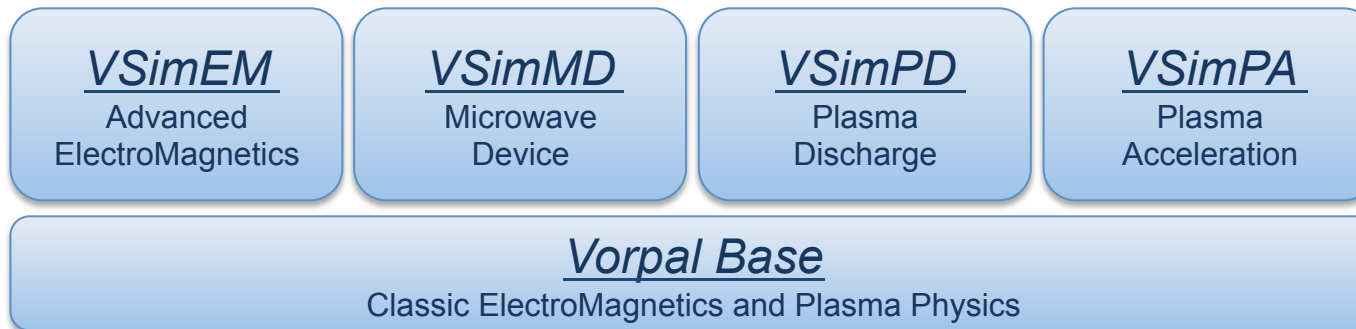 VSimEM
Advanced
ElectroMagnetics
VSimMD
Microwave
Device
VSimPD
Plasma
Discharge
VSimPA
Plasma
Acceleration
Vorpal Base
Classic ElectroMagnetics and Plasma Physics